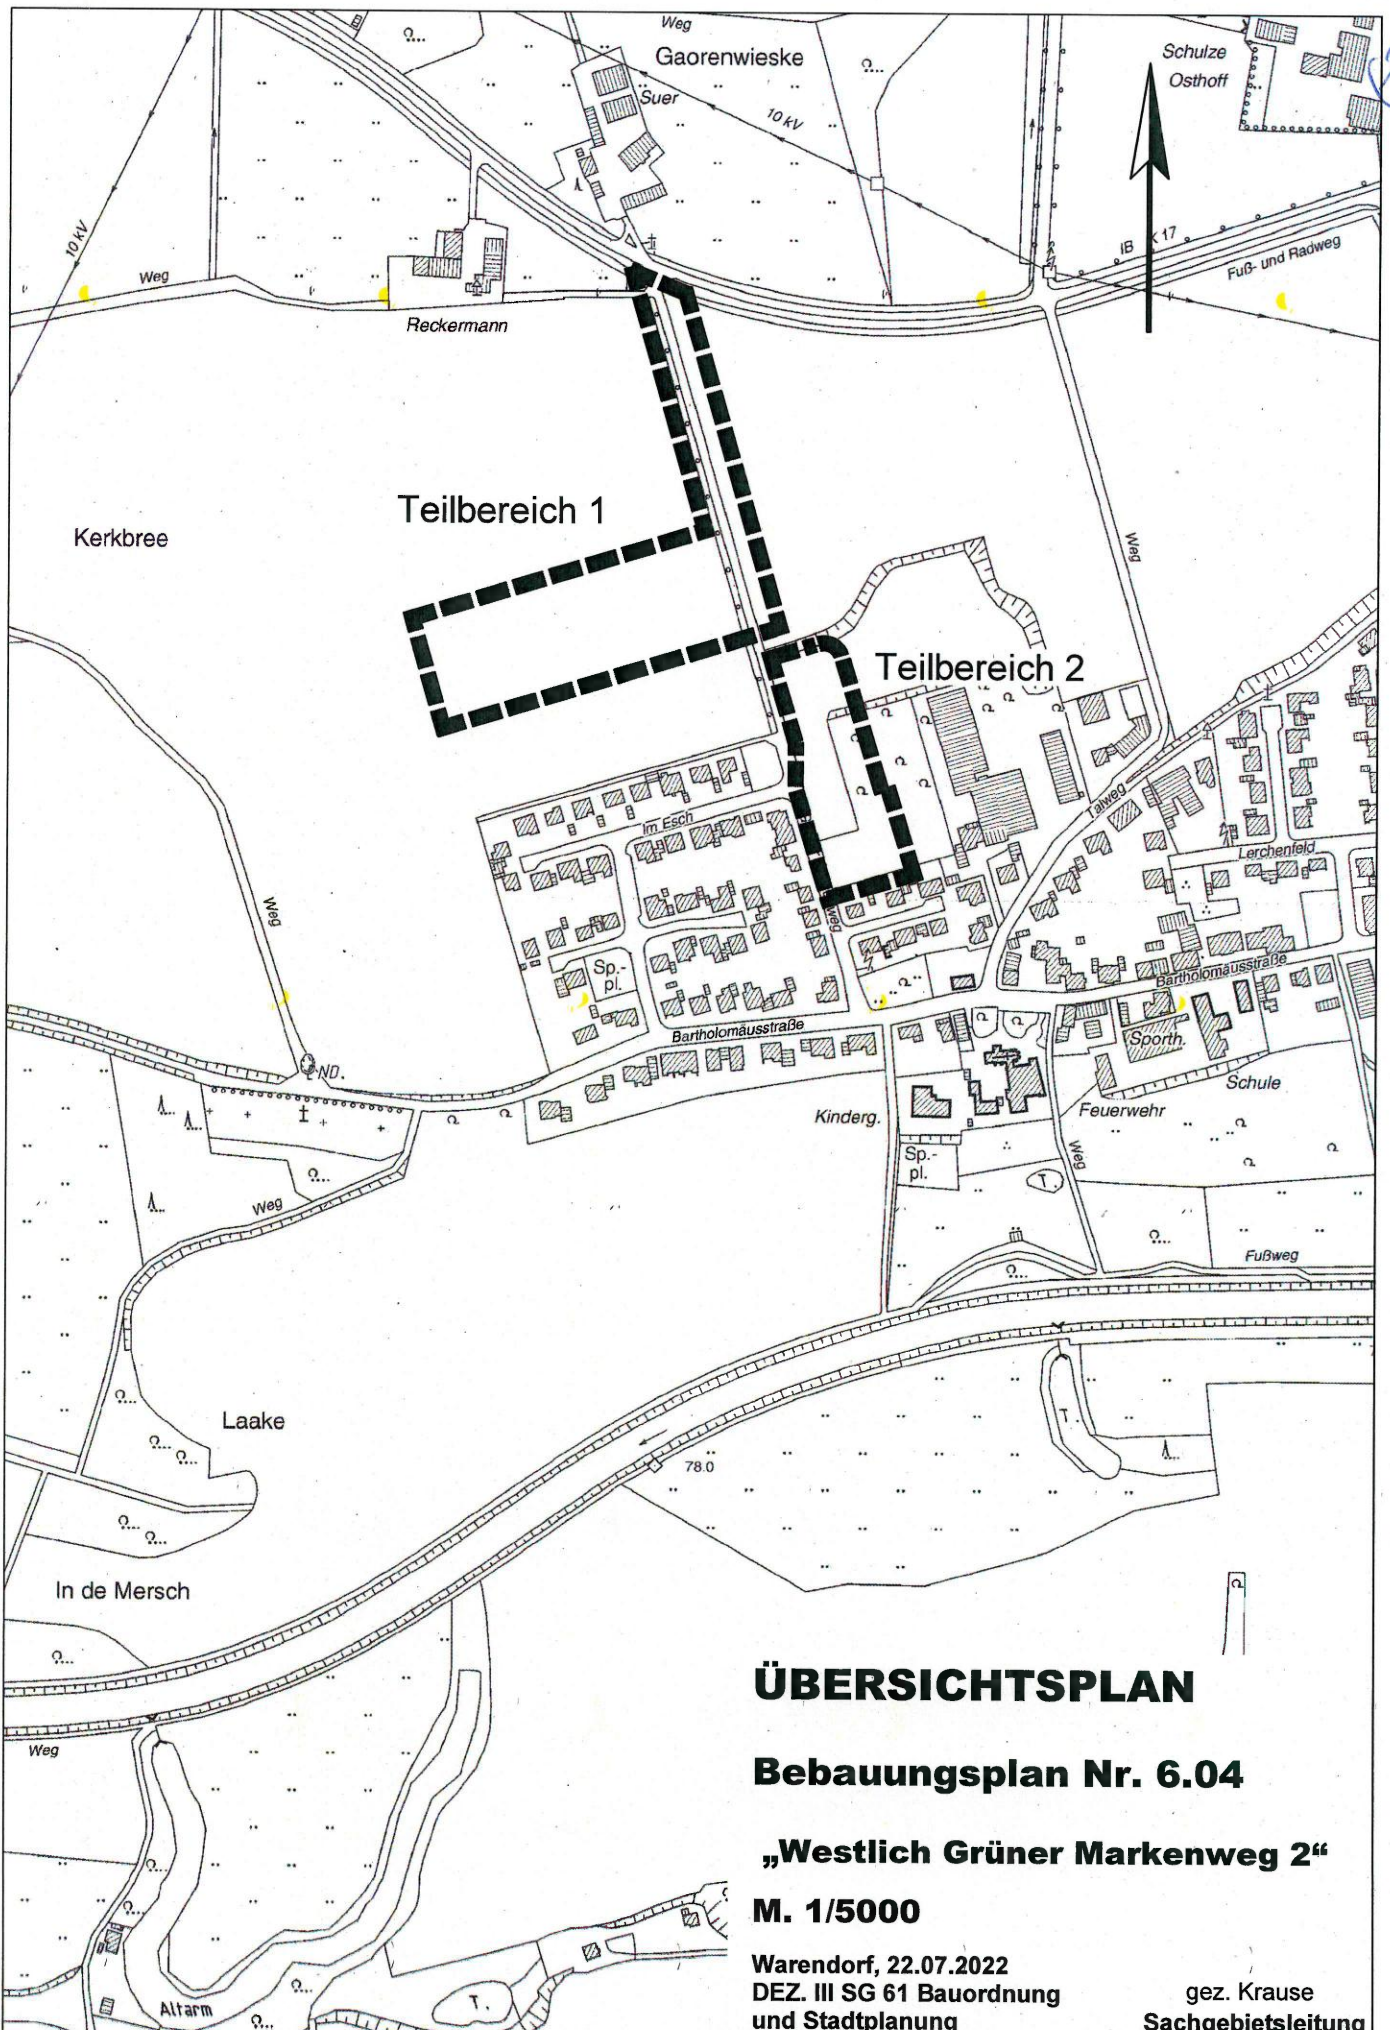 Weg
Gaorenwieske
Suer
10 kV
Schulze
Osthoff
10 kV
Weg
Reckermann
K 17
Fuß- und Radweg
Teilbereich 1
Kerkbree
Weg
Teilbereich 2
Im Esch
Talweg
Lerchenfeld
Weg
weg
Sp.-
pl.
Bartholomäusstraße
Bartholomäusstraße
ND.
Sporth.
Schule
Kinderg.
Feuerwehr
Sp.-
pl.
Weg
T.
Weg
Fußweg
Laake
T.
78.0
In de Mersch
Weg
Altarm
T.
ÜBERSICHTSPLAN
Bebauungsplan Nr. 6.04
„Westlich Grüner Markenweg 2“
M. 1/5000
Warendorf, 22.07.2022
DEZ. III SG 61 Bauordnung
und Stadtplanung
gez. Krause
Sachgebietsleitung